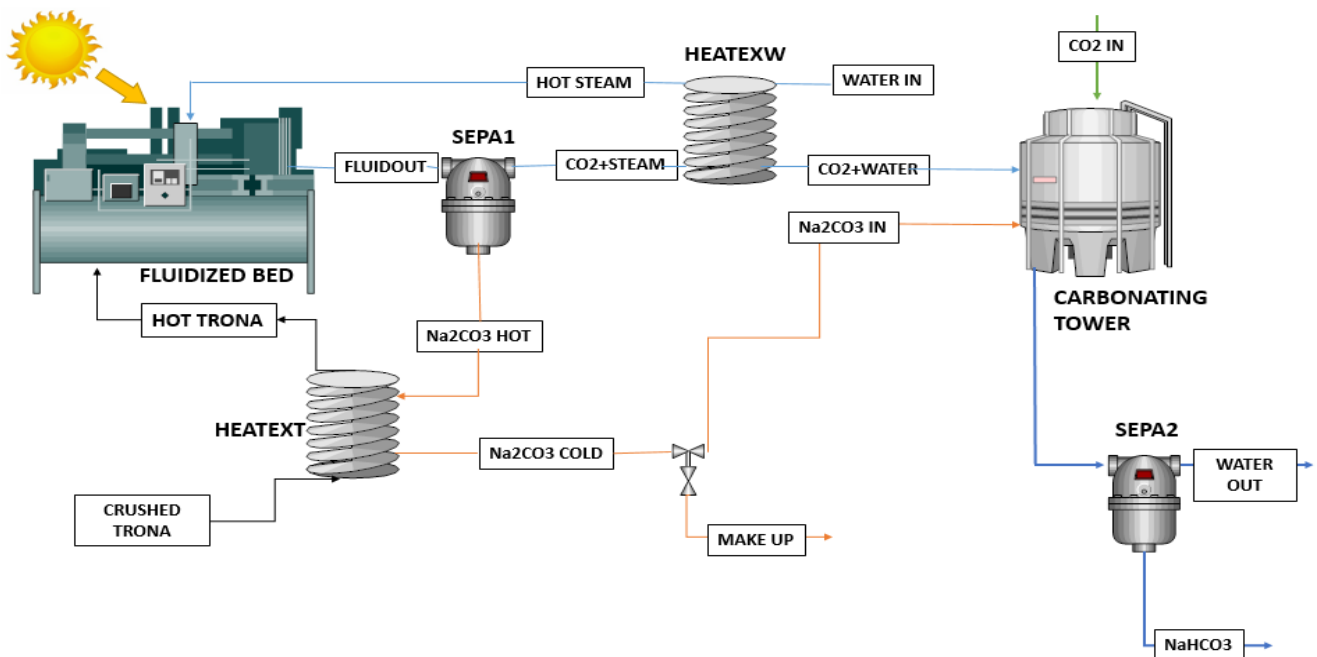 CO2 IN
HEATEXW
HOT STEAM
WATER IN
SEPA1
FLUIDOUT
CO2+STEAM
CO2+WATER
Na2CO3 IN
FLUIDIZED BED
CARBONATING
TOWER
HOT TRONA
Na2CO3 HOT
HEATEXT
SEPA2
Na2CO3 COLD
WATER
OUT
CRUSHED
TRONA
MAKE UP
NaHCO3